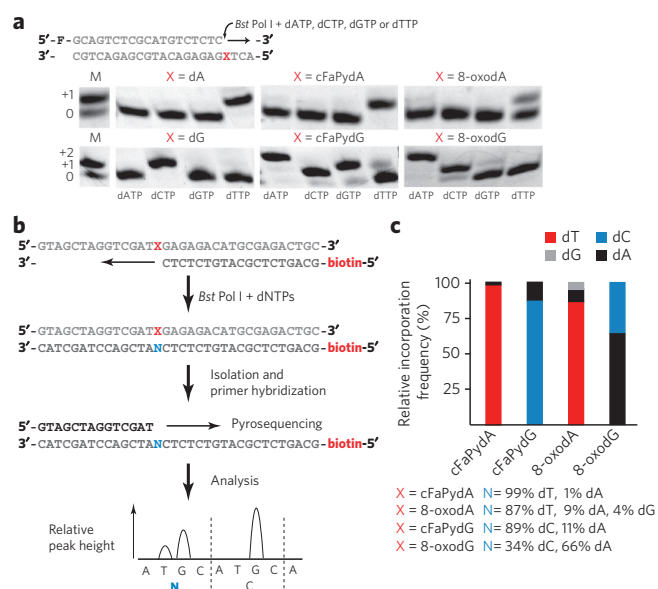 a
Bst Pol I + dATP, dCTP, dGTP or dTTP
5′-F-GCAGTCTCGCATGTCTCTC -3′
3′- CGTCAGAGCGTACAGAGAGXTCA-5′
M X = dA X = cFaPydA X = 8-oxodA
+1
0
M X = dG X = cFaPydG X = 8-oxodG
+2
+1
0
dATP dCTP dGTP dTTP dATP dCTP dGTP dTTP dATP dCTP dGTP dTTP
b
5′-GTAGCTAGGTCGATXGAGAGACATGCGAGACTGC-3′
3′- CTCTCTGTACGCTCTGACG-biotin-5′
Bst Pol I + dNTPs
5′-GTAGCTAGGTCGATXGAGAGACATGCGAGACTGC-3′
3′-CATCGATCCAGCTANCTCTCTGTACGCTCTGACG-biotin-5′
Isolation and
primer hybridization
5′-GTAGCTAGGTCGAT
Pyrosequencing
3′-CATCGATCCAGCTANCTCTCTGTACGCTCTGACG-biotin-5′
Analysis
Relative
peak height
A T G C A T G C A
N C
c
dT dC
dG dA
Relative incorporation
frequency (%)
100
75
50
25
cFaPydA
cFaPydG
8-oxodA
8-oxodG
X = cFaPydA N= 99% dT, 1% dA
X = 8-oxodA N= 87% dT, 9% dA, 4% dG
X = cFaPydG N= 89% dC, 11% dA
X = 8-oxodG N= 34% dC, 66% dA